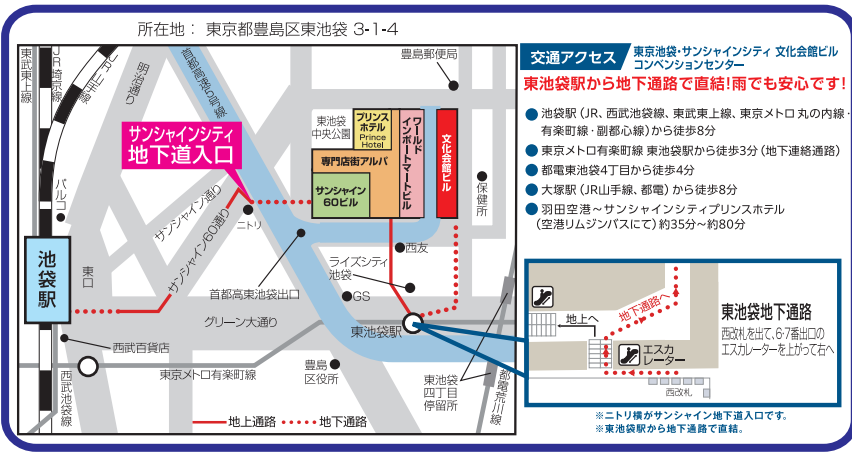 所在地： 東京都豊島区東池袋 3-1-4
東武東上線
JR埼京線
JR山手線
明治通り
首都高速5号線
豊島郵便局
東池袋
中央公園
プリンス
ホテル
Prince
Hotel
ワールド
インポートマートビル
文化会館ビル
専門店街アルパ
サンシャイン
60ビル
サンシャインシティ
地下道入口
保健所
パルコ
サンシャイン通り
サンシャイン60通り
ニトリ
西友
ライズシティ
池袋
池袋駅
東口
首都高東池袋出口
GS
グリーン大通り
東池袋駅
西武百貨店
東京メトロ有楽町線
豊島
区役所
東池袋
四丁目
停留所
都電荒川線
西武池袋線
地上通路
地下通路
交通アクセス
東京池袋・サンシャインシティ 文化会館ビル
コンベンションセンター
東池袋駅から地下通路で直結!雨でも安心です!
● 池袋駅（JR、西武池袋線、東武東上線、東京メトロ丸の内線・
有楽町線・副都心線）から徒歩8分
● 東京メトロ有楽町線 東池袋駅から徒歩3分（地下連絡通路）
● 都電東池袋4丁目から徒歩4分
● 大塚駅（JR山手線、都電）から徒歩8分
● 羽田空港～サンシャインシティプリンスホテル
（空港リムジンバスにて）約35分～約80分
地下通路へ
地上へ
エスカ
レーター
西改札
東池袋地下通路
西改札を出て、6・7番出口の
エスカレーターを上がって右へ
※ニトリ横がサンシャイン地下道入口です。
※東池袋駅から地下通路で直結。